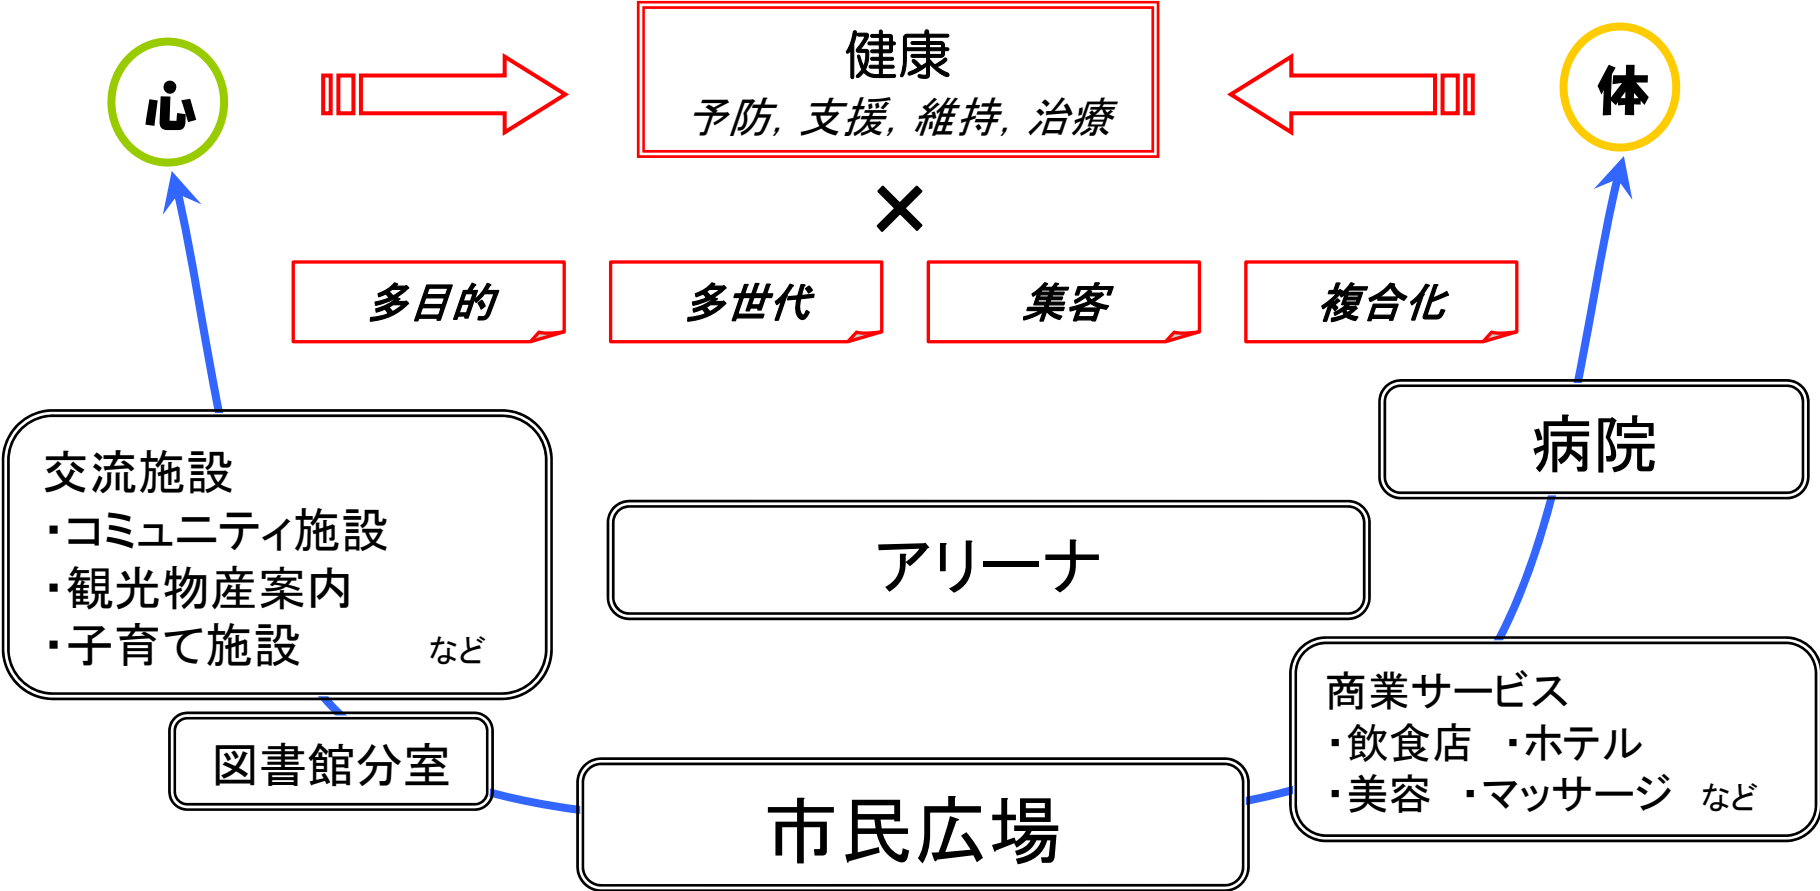 心
健康
予防，支援，維持，治療
体
×
多目的
多世代
集客
複合化
交流施設
・コミュニティ施設
・観光物産案内
・子育て施設 など
病院
アリーナ
図書館分室
市民広場
商業サービス
・飲食店 ・ホテル
・美容 ・マッサージ など